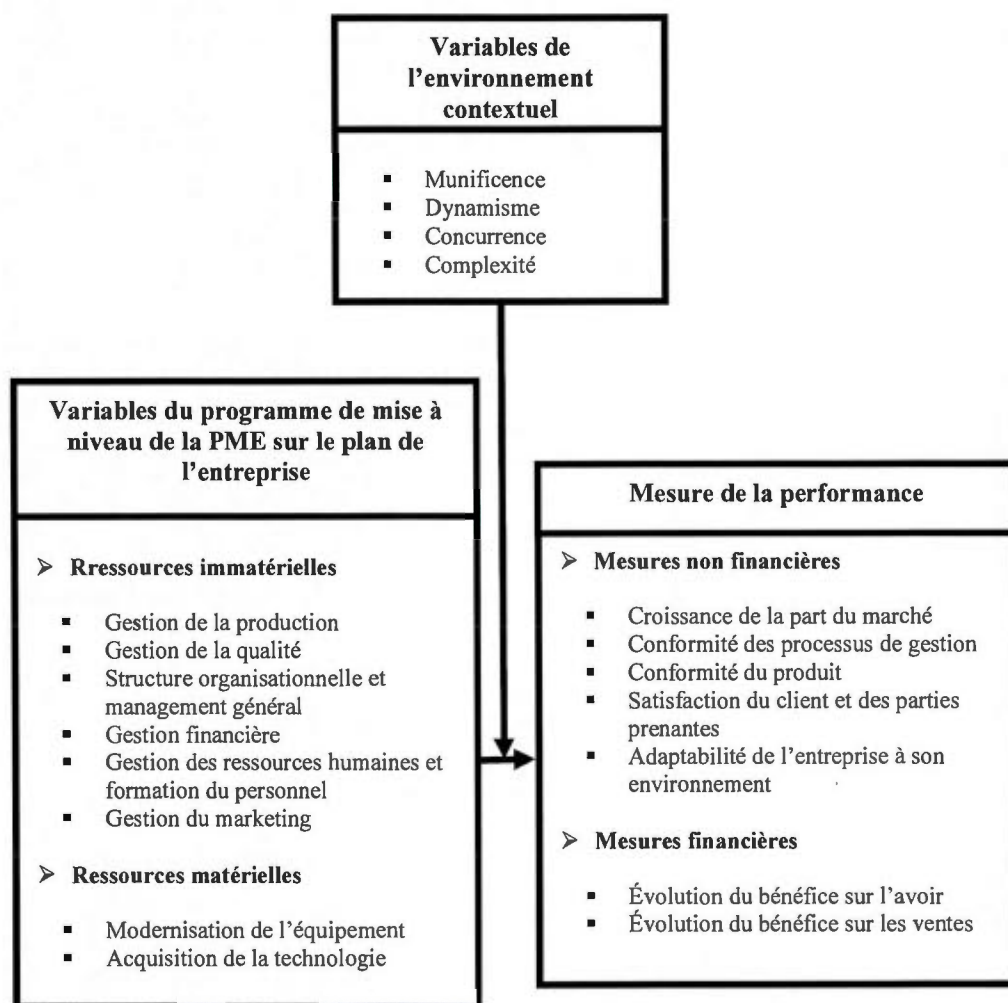 Variables de
l'environnement
contextuel
▪ Munificence
▪ Dynamisme
▪ Concurrence
▪ Complexité
Variables du programme de mise à
niveau de la PME sur le plan de
l'entreprise
➢ Rressources immatérielles
▪ Gestion de la production
▪ Gestion de la qualité
▪ Structure organisationnelle et
management général
▪ Gestion financière
▪ Gestion des ressources humaines et
formation du personnel
▪ Gestion du marketing
➢ Ressources matérielles
▪ Modernisation de l'équipement
▪ Acquisition de la technologie
Mesure de la performance
➢ Mesures non financières
▪ Croissance de la part du marché
▪ Conformité des processus de gestion
▪ Conformité du produit
▪ Satisfaction du client et des parties
prenantes
▪ Adaptabilité de l'entreprise à son
environnement
➢ Mesures financières
▪ Évolution du bénéfice sur l'avoir
▪ Évolution du bénéfice sur les ventes